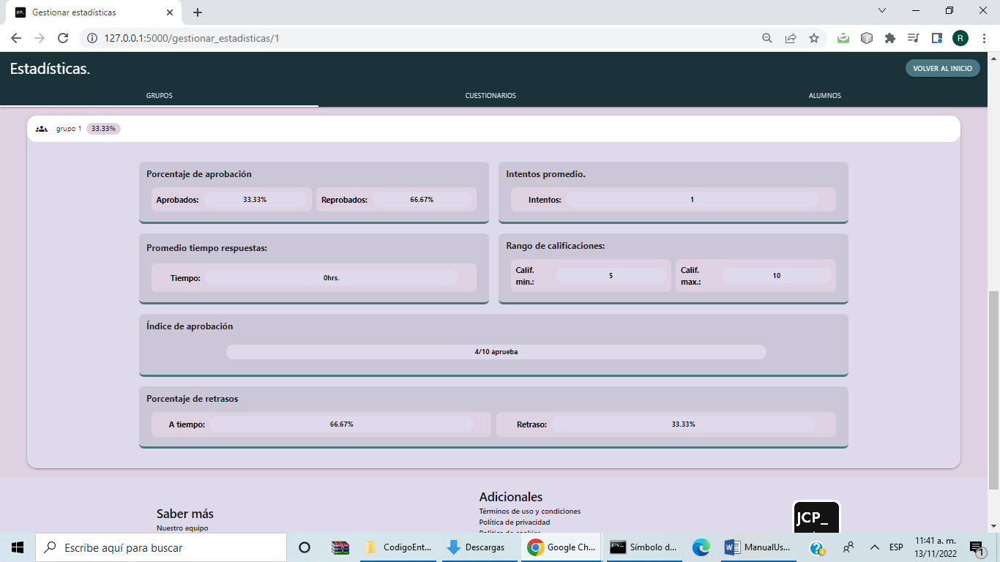 Gestionar estadísticas
127.0.0.1:5000/gestionar_estadisticas/1
R
Estadísticas.
VOLVER AL INICIO
GRUPOS
CUESTIONARIOS
ALUMNOS
grupo 1 33.33%
Porcentaje de aprobación
Aprobados: 33.33% Reprobados: 66.67%
Intentos promedio.
Intentos: 1
Promedio tiempo respuestas:
Tiempo: 0hrs.
Rango de calificaciones:
Calif. min.: 5
Calif. max.: 10
Índice de aprobación
4/10 aprueba
Porcentaje de retrasos
A tiempo: 66.67% Retraso: 33.33%
Saber más
Nuestro equipo
Adicionales
Términos de uso y condiciones
Política de privacidad
Política de cookies
JCP_
Escribe aquí para buscar
CodigoEnt...
Descargas
Google Ch...
Símbolo d...
ManualUs...
ESP
11:41 a. m.
13/11/2022
1